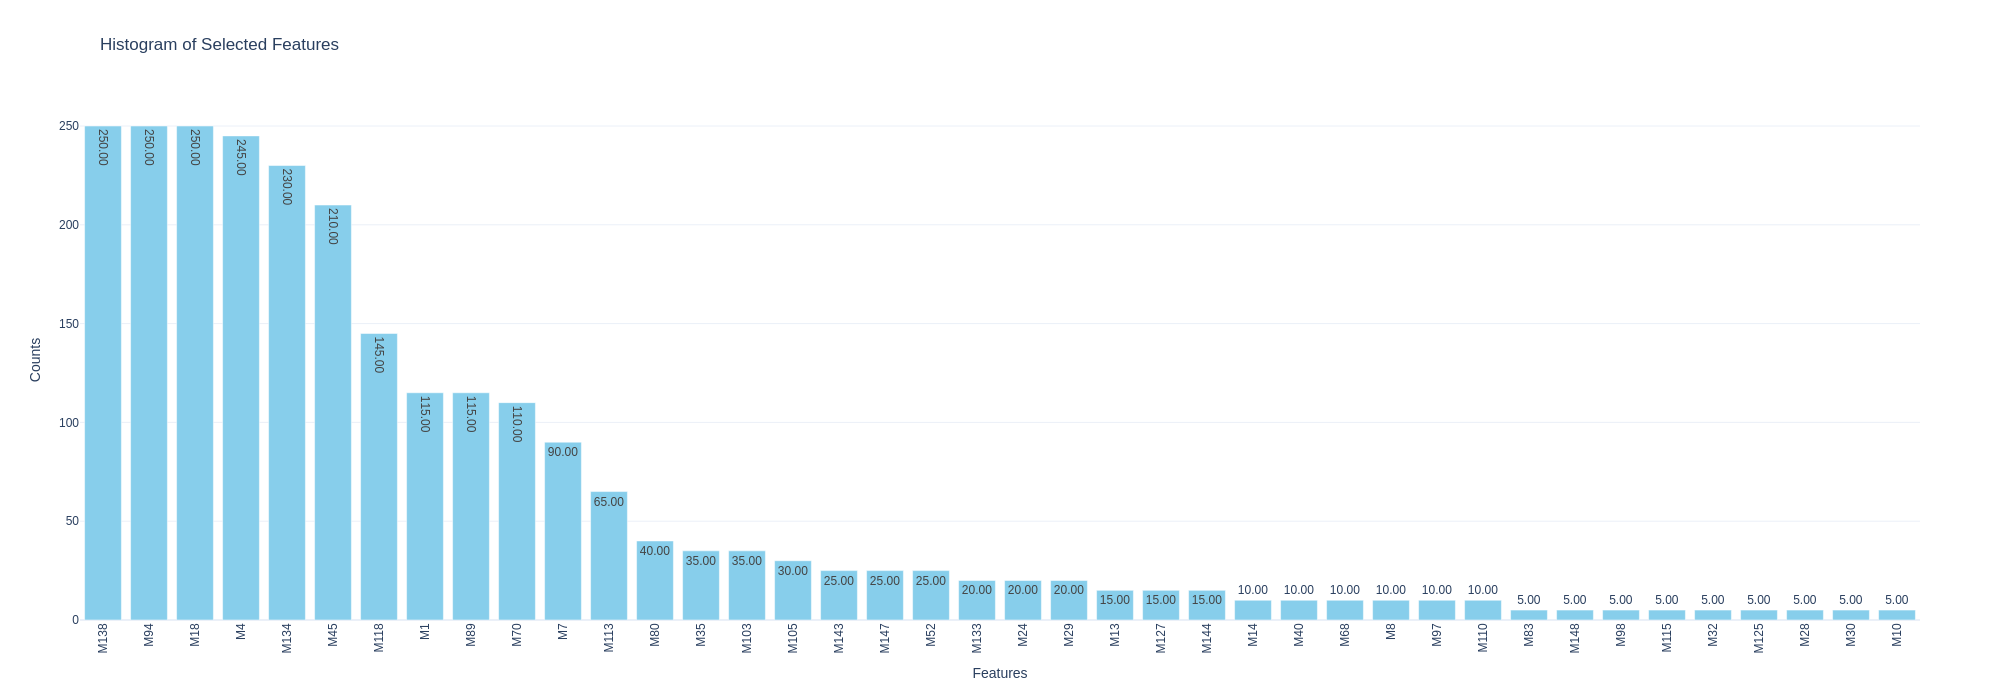 Histogram of Selected Features
250
200
150
100
50
0
Counts
250.00 250.00 250.00 245.00 230.00 210.00 145.00 115.00 115.00 110.00 90.00 65.00 40.00 35.00 35.00 30.00 25.00 25.00 25.00 20.00 20.00 20.00 15.00 15.00 15.00 10.00 10.00 10.00 10.00 10.00 10.00 5.00 5.00 5.00 5.00 5.00 5.00 5.00 5.00 5.00
M138 M94 M18 M4 M134 M45 M118 M1 M89 M70 M7 M113 M80 M35 M103 M105 M143 M147 M52 M133 M24 M29 M13 M127 M144 M14 M40 M68 M8 M97 M110 M83 M148 M98 M115 M32 M125 M28 M30 M10
Features